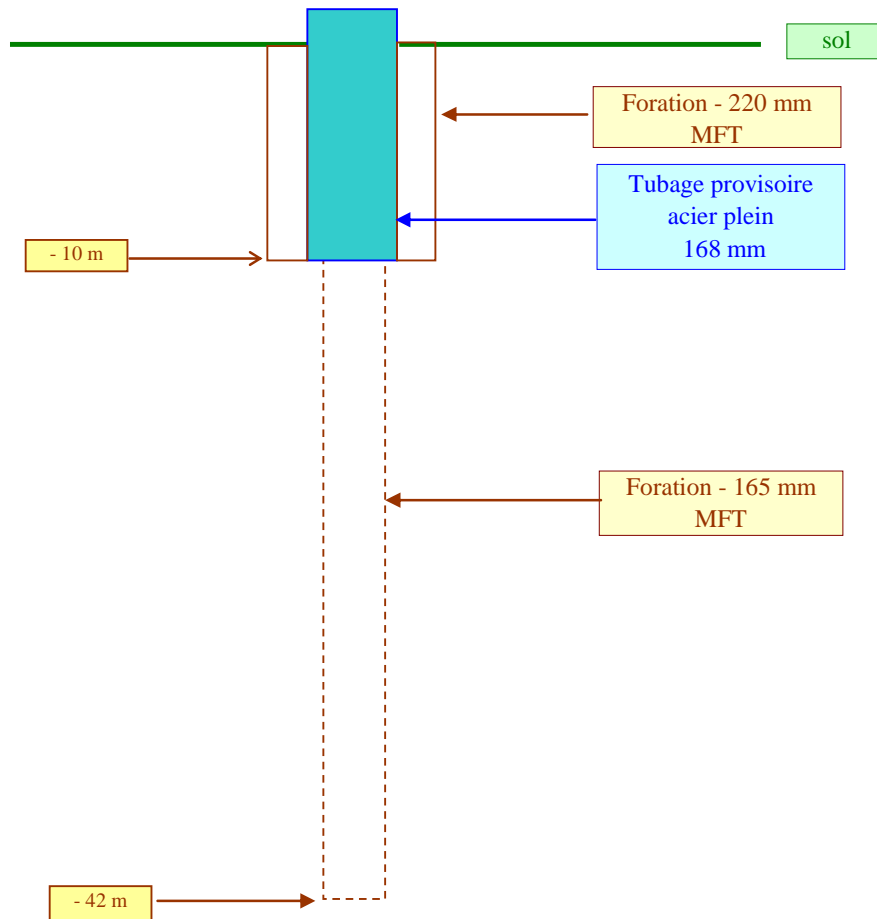 sol
Foration - 220 mm
MFT
Tubage provisoire
acier plein
168 mm
- 10 m
Foration - 165 mm
MFT
- 42 m